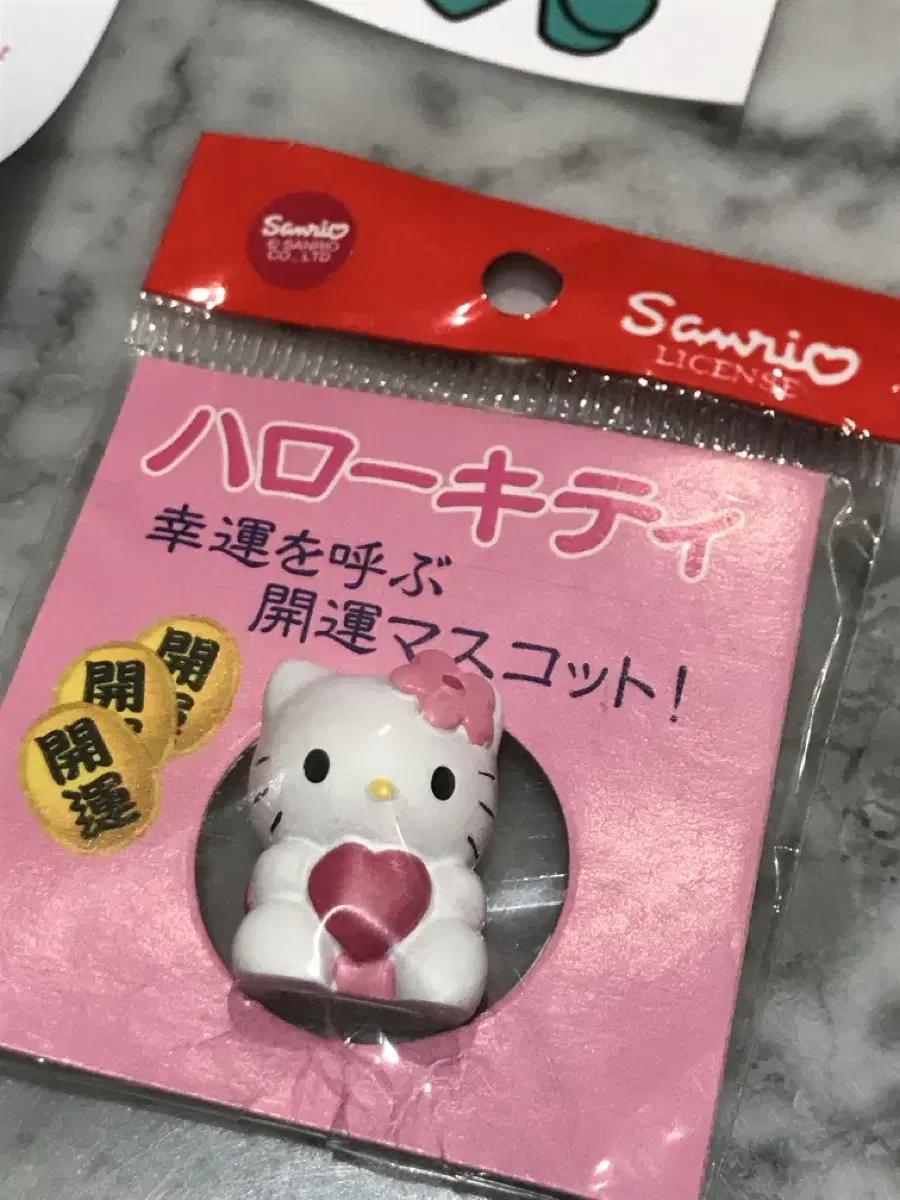 Sanrio
© SANRIO
CO., LTD
Sanrio
LICENSE
ハローキティ
幸運を呼ぶ
開運マスコット!
開運
開
開運